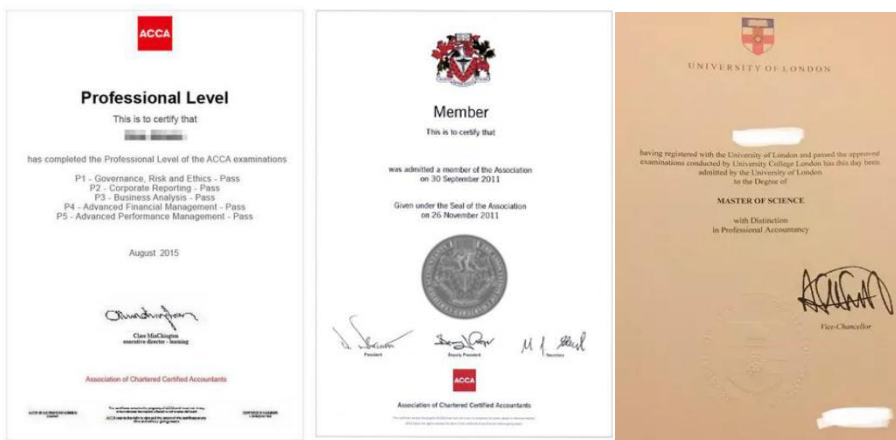 ACCA
Professional Level
This is to certify that
has completed the Professional Level of the ACCA examinations
P1 - Governance, Risk and Ethics - Pass
P2 - Corporate Reporting - Pass
P3 - Business Analysis - Pass
P4 - Advanced Financial Management - Pass
P5 - Advanced Performance Management - Pass
August 2015
Clare Minchington
executive director - learning
Association of Chartered Certified Accountants
Member
This is to certify that
was admitted a member of the Association
on 30 September 2011
Given under the Seal of the Association
on 26 November 2011
President
Deputy President
Secretary
ACCA
Association of Chartered Certified Accountants
UNIVERSITY OF LONDON
having registered with the University of London and passed the approved
examinations conducted by University College London has this day been
admitted by the University of London
to the Degree of
MASTER OF SCIENCE
with Distinction
in Professional Accountancy
Vice-Chancellor